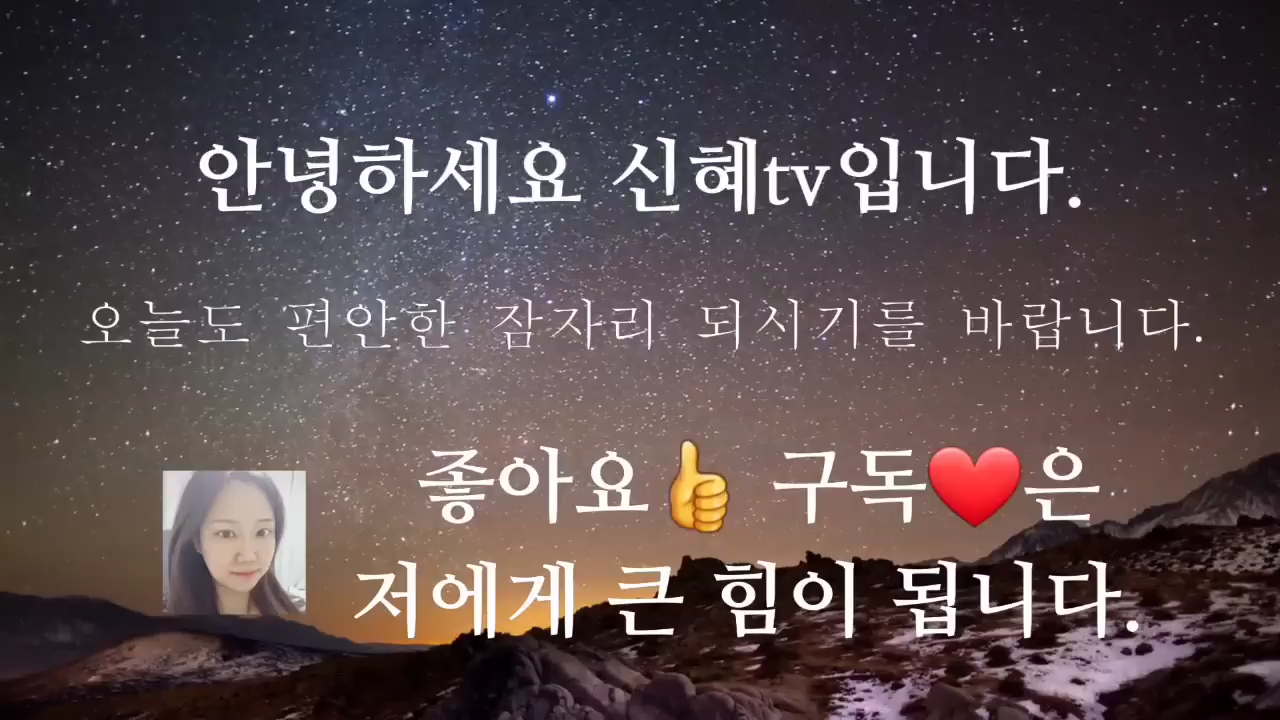 안녕하세요 신혜tv입니다.
오늘도 편안한 잠자리 되시기를 바랍니다.
좋아요👍 구독❤️은
저에게 큰 힘이 됩니다.